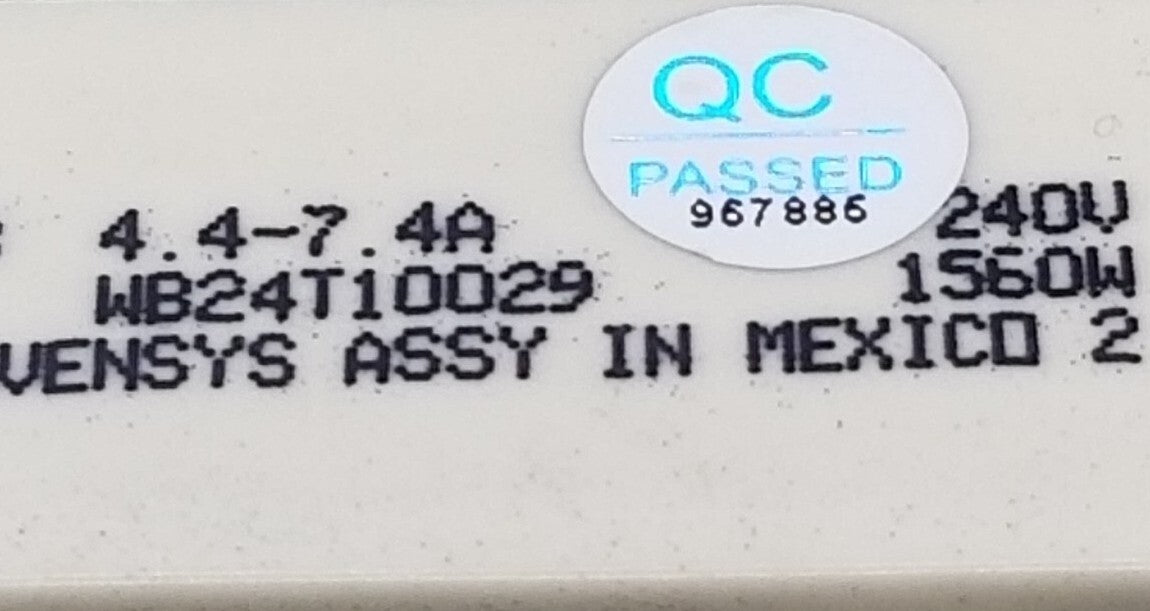 QC
PASSED
967886
4.4-7.4A 240V
WB24T10029 1560W
VENSYS ASSY IN MEXICO 2